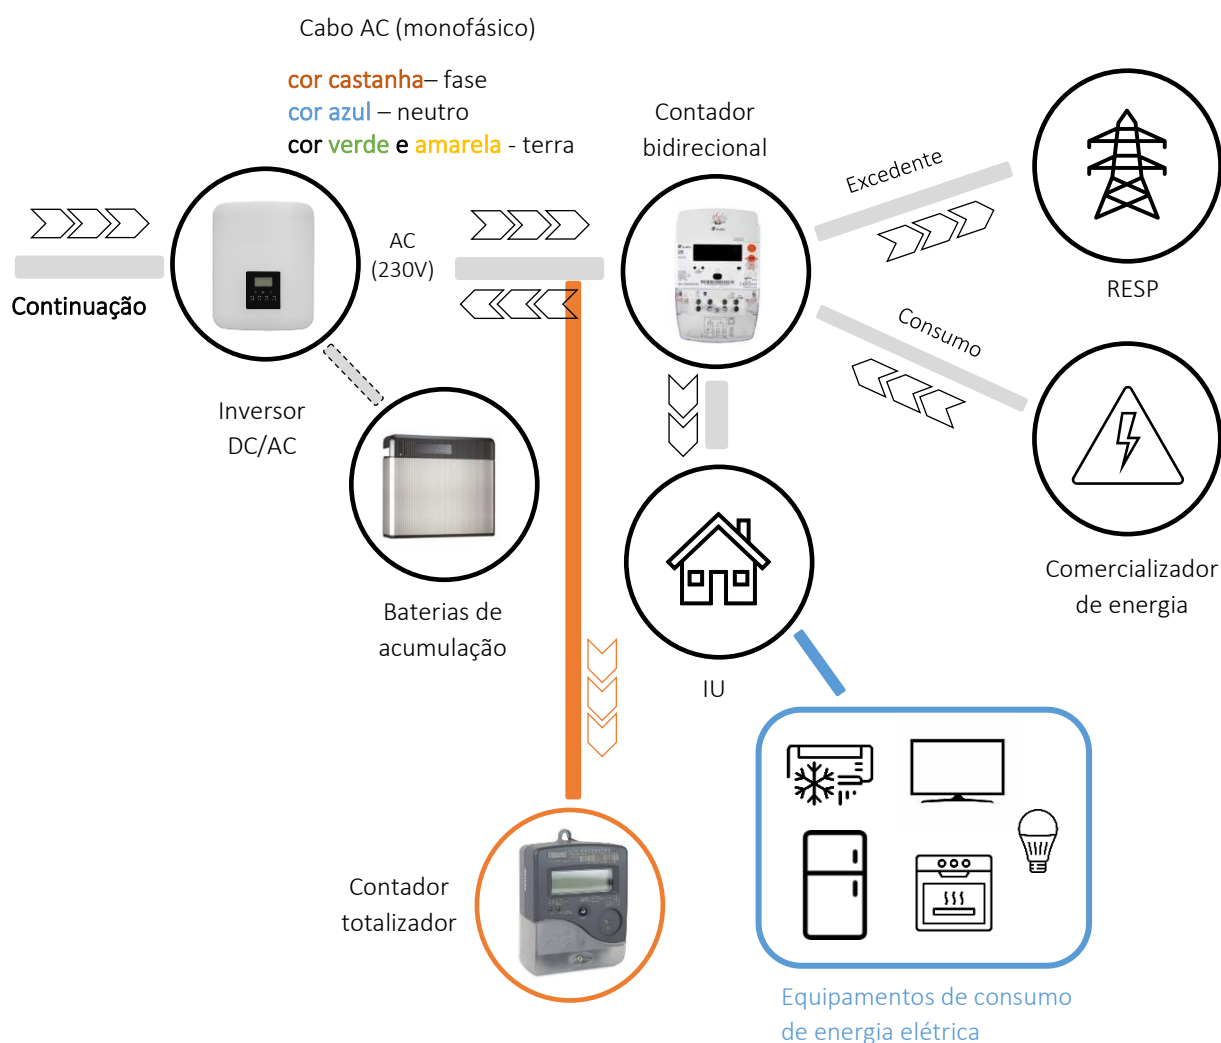 Cabo AC (monofásico)
cor castanha– fase
cor azul – neutro
cor verde e amarela - terra
Contador
bidirecional
Excedente
RESP
AC
(230V)
Continuação
Consumo
Inversor
DC/AC
Comercializador
de energia
Baterias de
acumulação
IU
Contador
totalizador
Equipamentos de consumo
de energia elétrica